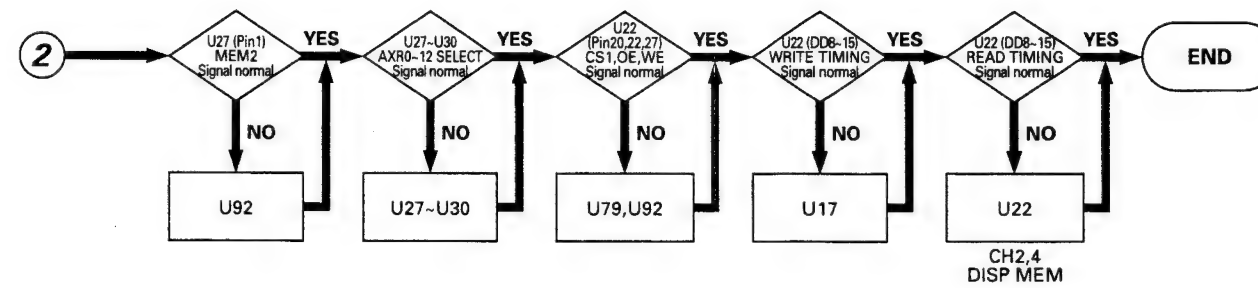 2
U27 (Pin1)
MEM2
Signal normal
YES
NO
U92
U27~U30
AXR0~12 SELECT
Signal normal
YES
NO
U27~U30
U22
(Pin20,22,27)
CS1,OE,WE
Signal normal
YES
NO
U79,U92
U22 (DD8~15)
WRITE TIMING
Signal normal
YES
NO
U17
U22 (DD8~15)
READ TIMING
Signal normal
YES
NO
U22
CH2,4
DISP MEM
END